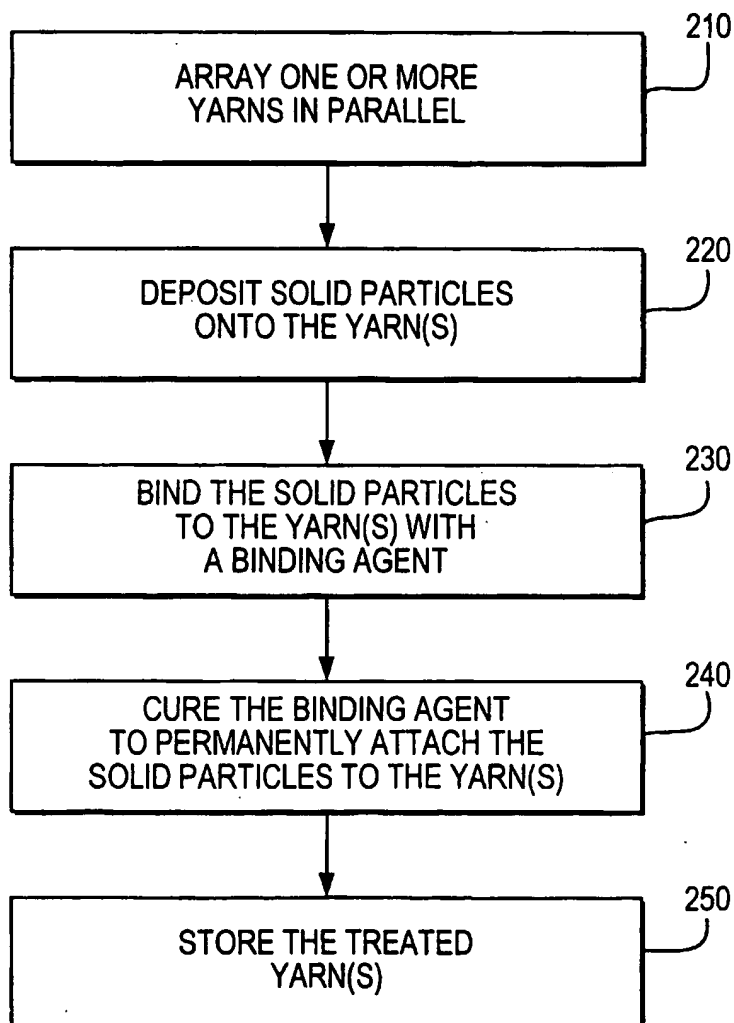 210
ARRAY ONE OR MORE
YARNS IN PARALLEL
220
DEPOSIT SOLID PARTICLES
ONTO THE YARN(S)
230
BIND THE SOLID PARTICLES
TO THE YARN(S) WITH
A BINDING AGENT
240
CURE THE BINDING AGENT
TO PERMANENTLY ATTACH THE
SOLID PARTICLES TO THE YARN(S)
250
STORE THE TREATED
YARN(S)